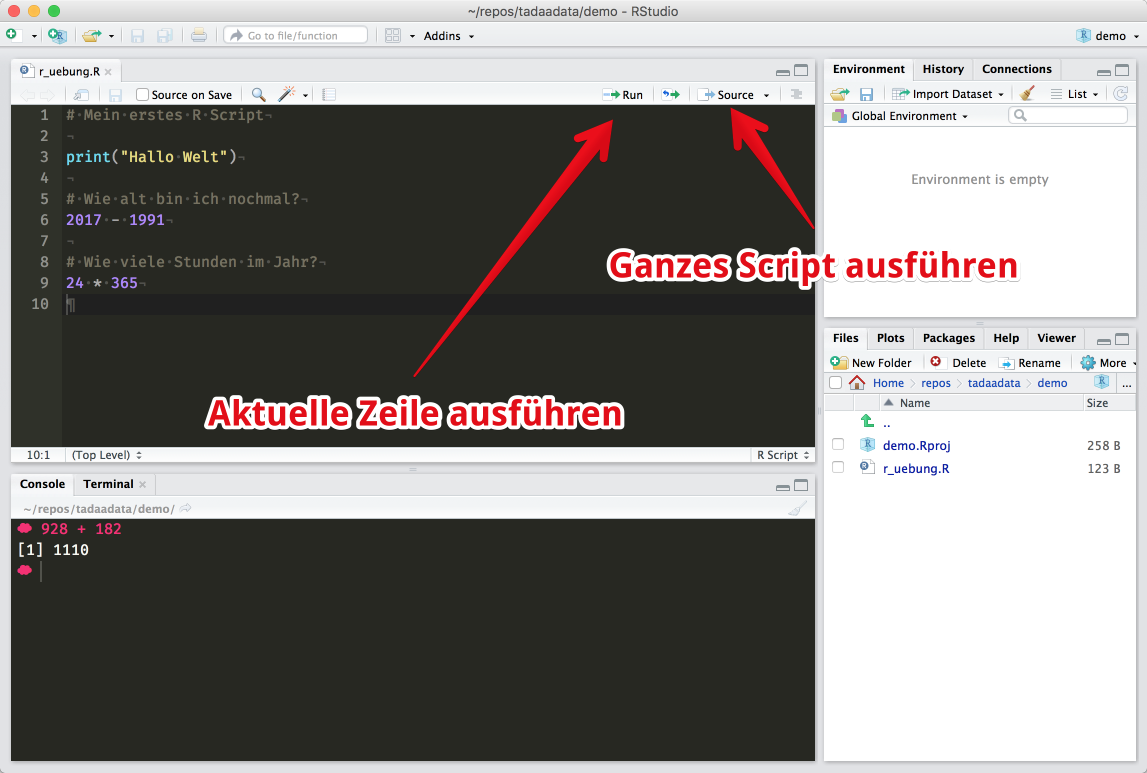 ~/repos/tadaadata/demo - RStudio
Go to file/function
Addins
demo
r_uebung.R
Source on Save
Run
Source
1 # Mein erstes R Script
2
3 print("Hallo Welt")
4
5 # Wie alt bin ich nochmal?
6 2017 - 1991
7
8 # Wie viele Stunden im Jahr?
9 24 * 365
10
Ganzes Script ausführen
Aktuelle Zeile ausführen
10:1 (Top Level) R Script
Console Terminal
~/repos/tadaadata/demo/
928 + 182
[1] 1110
Environment History Connections
Import Dataset List
Global Environment
Environment is empty
Files Plots Packages Help Viewer
New Folder Delete Rename More
Home repos tadaadata demo ...
Name Size
..
demo.Rproj 258 B
r_uebung.R 123 B